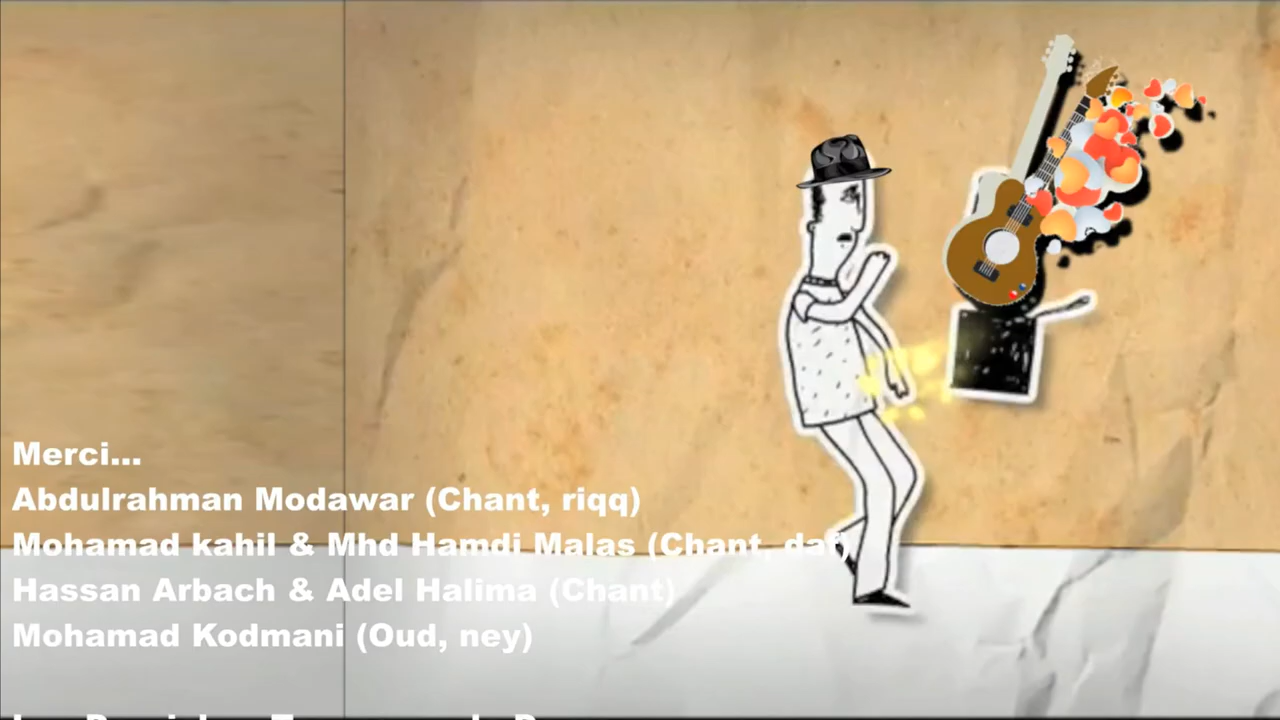 Merci...
Abdulrahman Modawar (Chant, riqq)
Mohamad kahil & Mhd Hamdi Malas (Chant, daf)
Hassan Arbach & Adel Halima (Chant)
Mohamad Kodmani (Oud, ney)